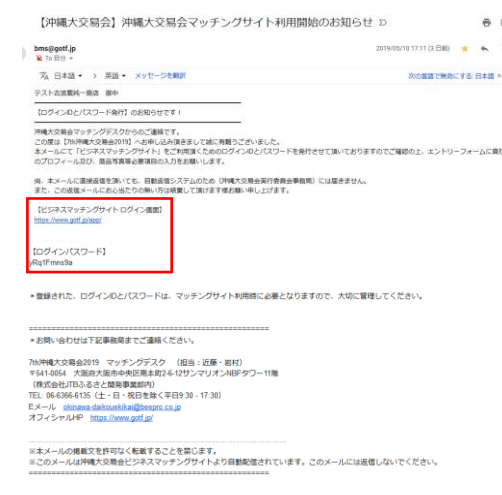 【沖縄大交易会】沖縄大交易会マッチングサイト利用開始のお知らせ
bms@gotf.jp
To 自分
2019/05/10 17:11 (3 日前)
日本語 > 英語 メッセージを翻訳
次の言語で無効にする: 日本語
御中
【ログインIDとパスワード発行】のお知らせです!
沖縄大交易会マッチングデスクからのご連絡です。
この度は【7th沖縄大交易会2019】へお申し込み頂きまして誠に有難うございました。
本メールにて「ビジネスマッチングサイト」をご利用頂くためのログインIDとパスワードを発行させて頂いておりますのでご確認の上、エントリーフォームに貴社
のプロフィール及び、商品写真等必要項目の入力をお願いします。
尚、本メールに直接返信を頂いても、自動返信システムのため(沖縄大交易会実行委員会事務局)には届きません。
また、この返信メールにお心当たりの無い方は破棄して頂けます様お願い申し上げます。
【ビジネスマッチングサイト ログイン画面】
https://www.gotf.jp/app/
【ログインパスワード】
yRq1Fmns9a
*登録された、ログインIDとパスワードは、マッチングサイト利用時に必要となりますので、大切に管理してください。
==================================================
*お問い合わせは下記事務局までご連絡ください。
7th沖縄大交易会2019 マッチングデスク (担当:近藤・岩村)
〒541-0054 大阪府大阪市中央区南本町2-6-12サンマリオンNBFタワー11階
(株式会社JTBふるさと開発事業部内)
TEL: 06-6366-6135(土・日・祝日を除く平日9:30 - 17:30)
Eメール okinawa-daikouekikai@beepro.co.jp
オフィシャルHP https://www.gotf.jp/
※本メールの掲載文を許可なく転載することを禁じます。
※このメールは沖縄大交易会ビジネスマッチングサイトより自動配信されています。このメールには返信しないでください。
==================================================